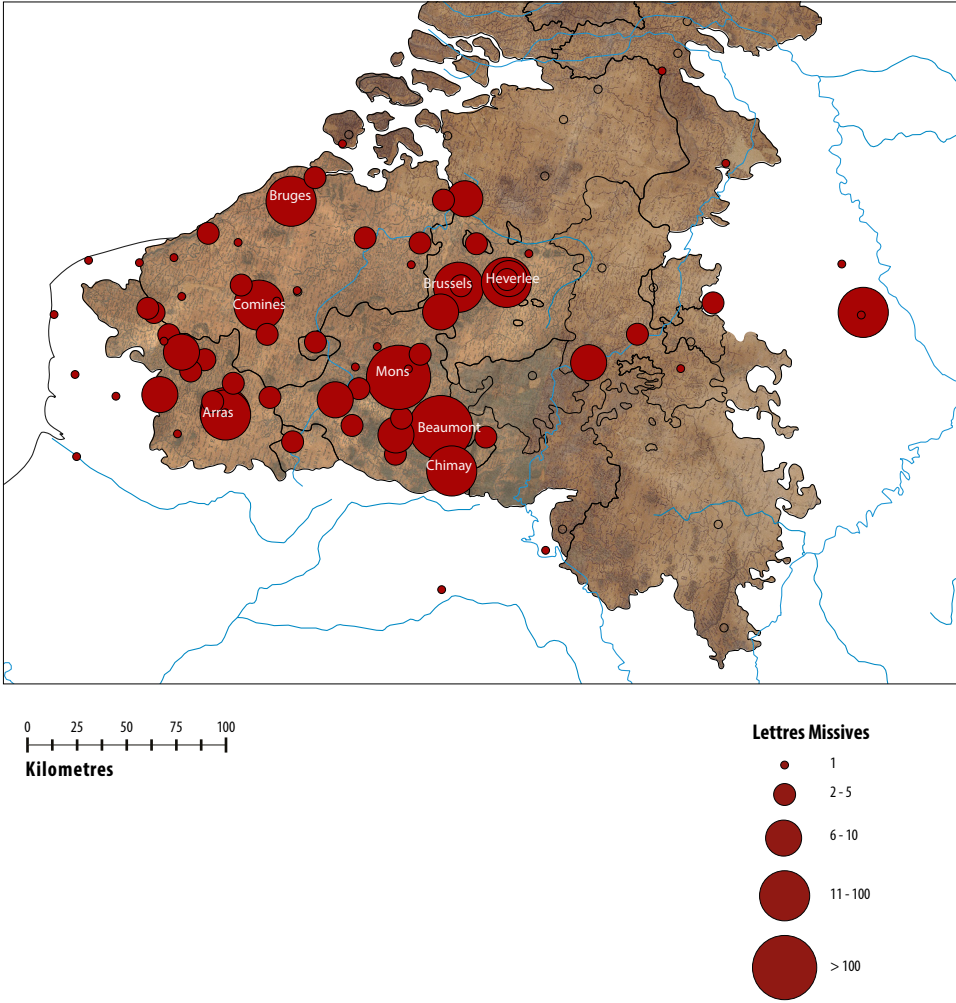 Bruges
Brussels
Heverlee
Comines
Mons
Arras
Beaumont
Chimay
0 25 50 75 100
Kilometres
Lettres Missives
1
2 - 5
6 - 10
11 - 100
> 100